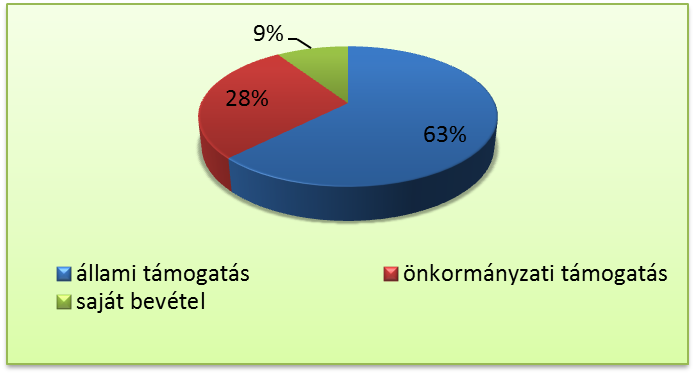 9%
28%
63%
állami támogatás
önkormányzati támogatás
saját bevétel